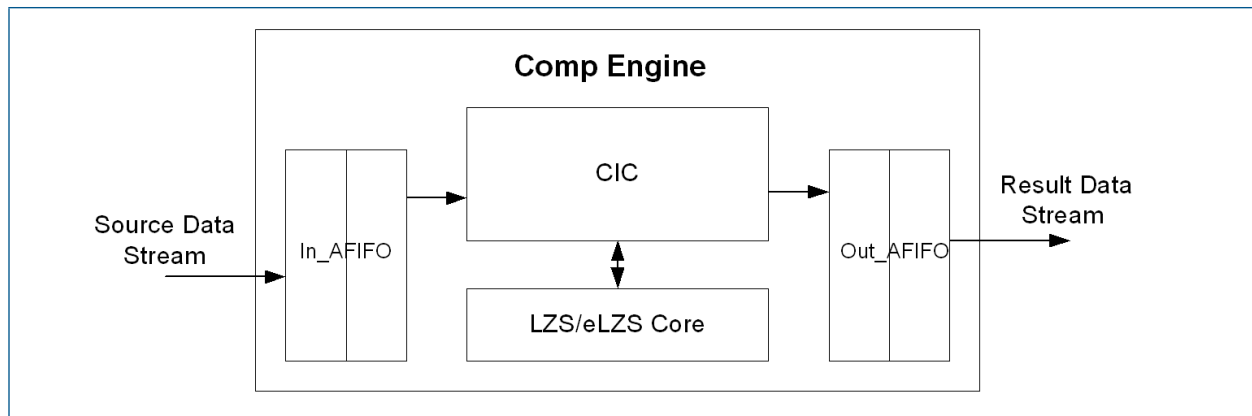 Comp Engine
CIC
Source Data
Stream
In_AFIFO
LZS/eLZS Core
Out_AFIFO
Result Data
Stream